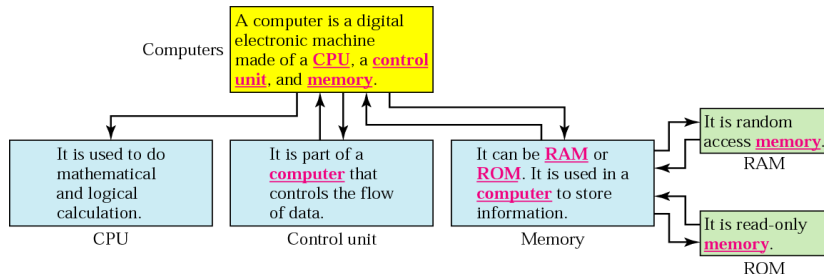 Computers
A computer is a digital
electronic machine
made of a CPU, a control
unit, and memory.
It is used to do
mathematical
and logical
calculation.
CPU
It is part of a
computer that
controls the flow
of data.
Control unit
It can be RAM or
ROM. It is used in a
computer to store
information.
Memory
It is random
access memory.
RAM
It is read-only
memory.
ROM